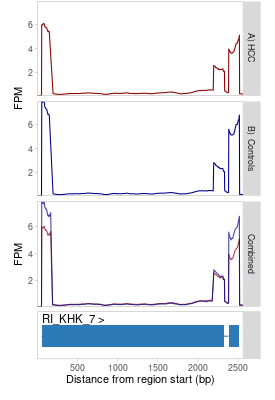 6
4
2
FPM
A) HCC
6
4
2
B) Controls
6
4
2
FPM
Combined
RI_KHK_7 >
500 1000 1500 2000 2500
Distance from region start (bp)